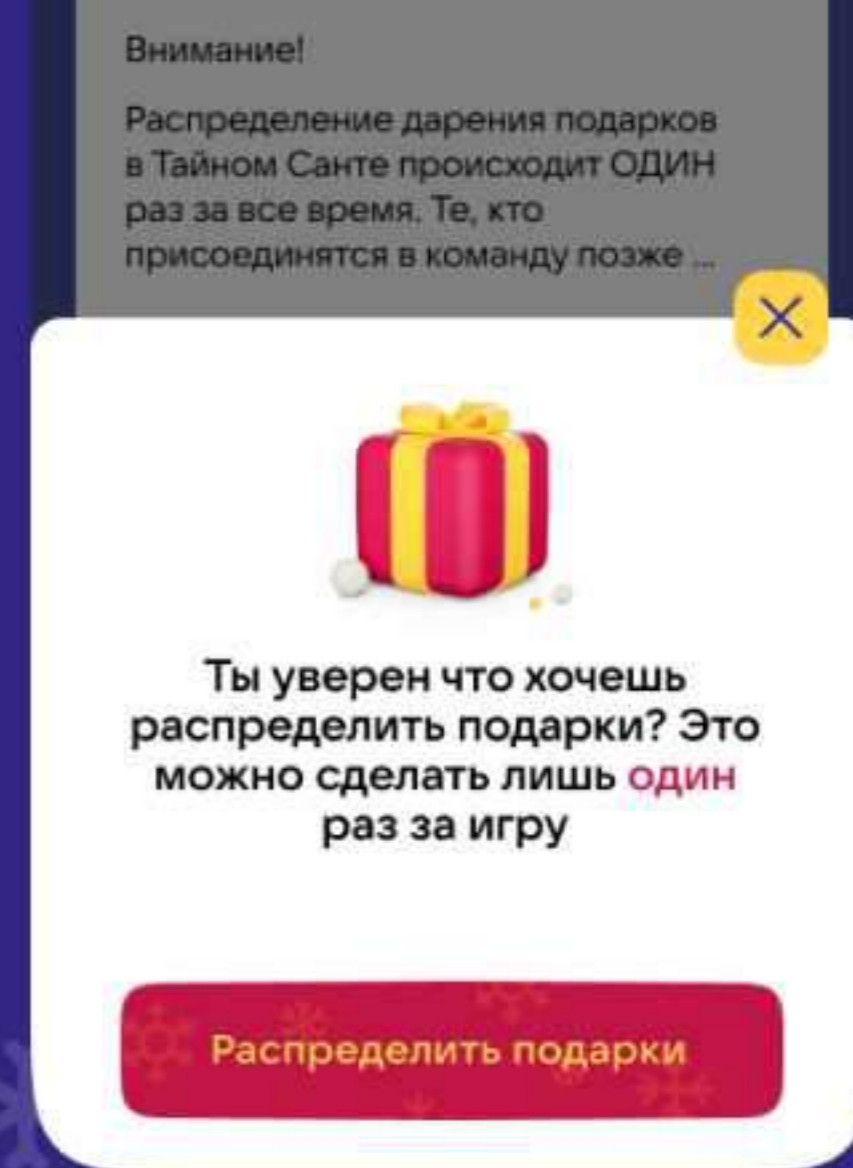 Внимание!
Распределение дарения подарков
в Тайном Санте происходит ОДИН
раз за все время. Те, кто
присоединятся в команду позже ...
Ты уверен что хочешь
распределить подарки? Это
можно сделать лишь один
раз за игру
Распределить подарки